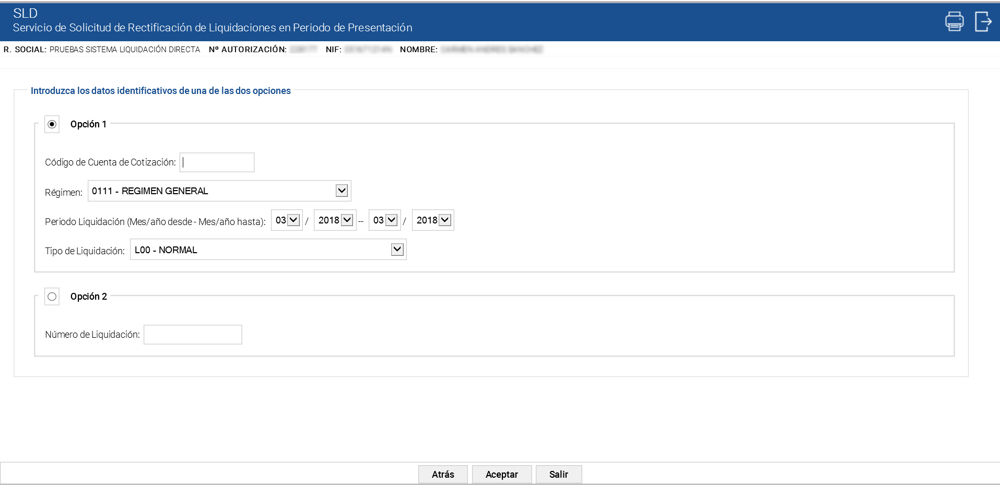 SLD
Servicio de Solicitud de Rectificación de Liquidaciones en Periodo de Presentación
R. SOCIAL: PRUEBAS SISTEMA LIQUIDACIÓN DIRECTA Nº AUTORIZACIÓN: NIF: NOMBRE:
Introduzca los datos identificativos de una de las dos opciones
Opción 1
Código de Cuenta de Cotización:
Régimen: 0111 - REGIMEN GENERAL
Periodo Liquidación (Mes/año desde - Mes/año hasta): 03 / 2018 -- 03 / 2018
Tipo de Liquidación: L00 - NORMAL
Opción 2
Número de Liquidación:
Atrás Aceptar Salir